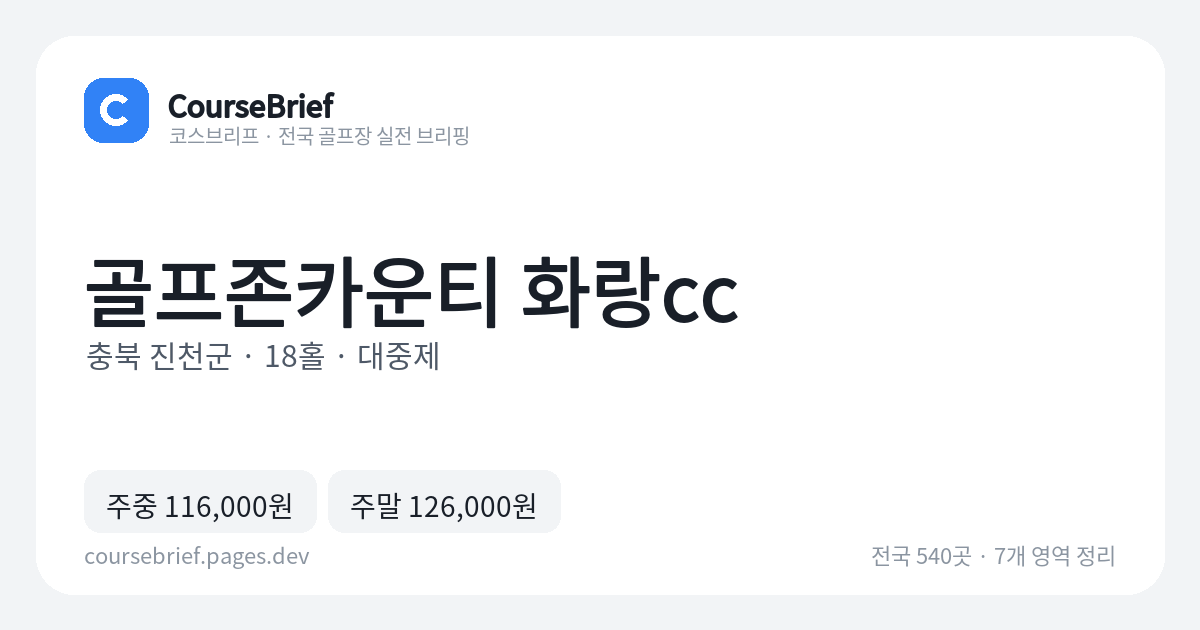 C
CourseBrief
코스브리프 · 전국 골프장 실전 브리핑
골프존카운티 화랑cc
충북 진천군 · 18홀 · 대중제
주중 116,000원
주말 126,000원
coursebrief.pages.dev
전국 540곳 · 7개 영역 정리